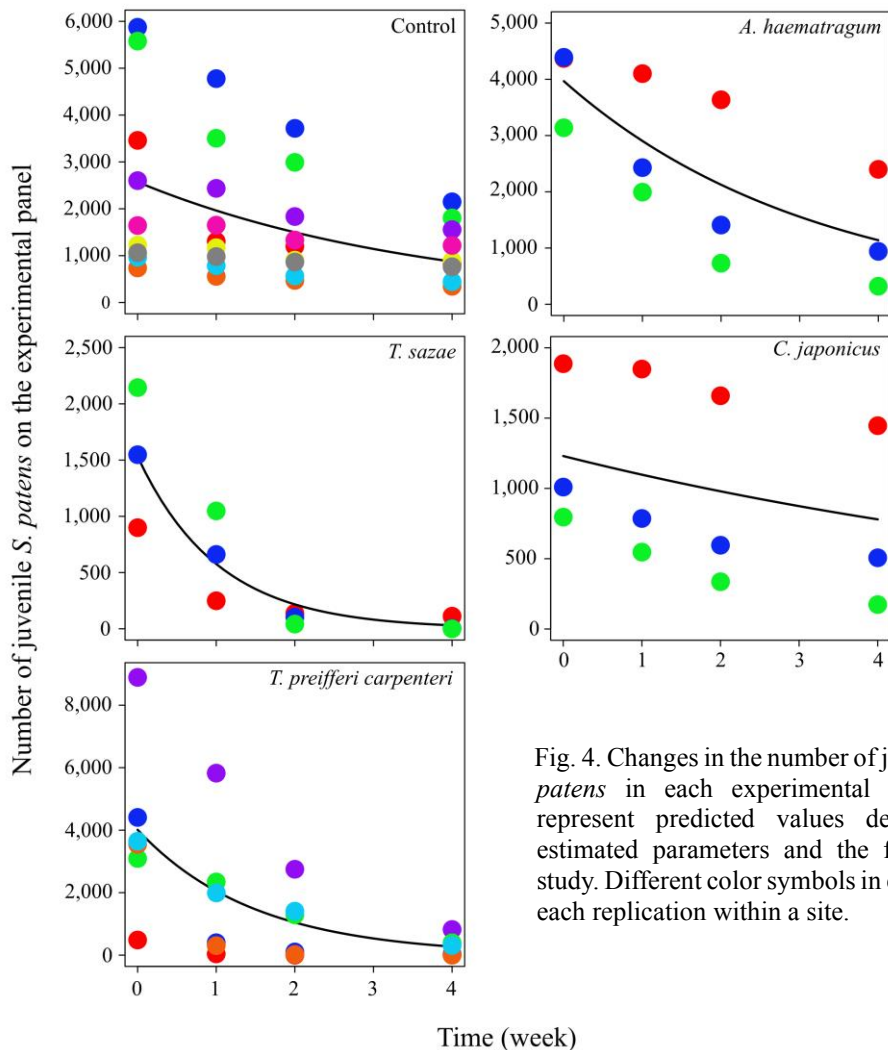 Number of juvenile S. patens on the experimental panel
Control
6,000
5,000
4,000
3,000
2,000
1,000
0
A. haematragum
5,000
4,000
3,000
2,000
1,000
0
T. sazae
2,500
2,000
1,500
1,000
500
0
C. japonicus
2,000
1,500
1,000
500
0
0 1 2 3 4
T. preifferi carpenteri
8,000
6,000
4,000
2,000
0
0 1 2 3 4
Time (week)
Fig. 4. Changes in the number of j
patens in each experimental
represent predicted values de
estimated parameters and the f
study. Different color symbols in
each replication within a site.